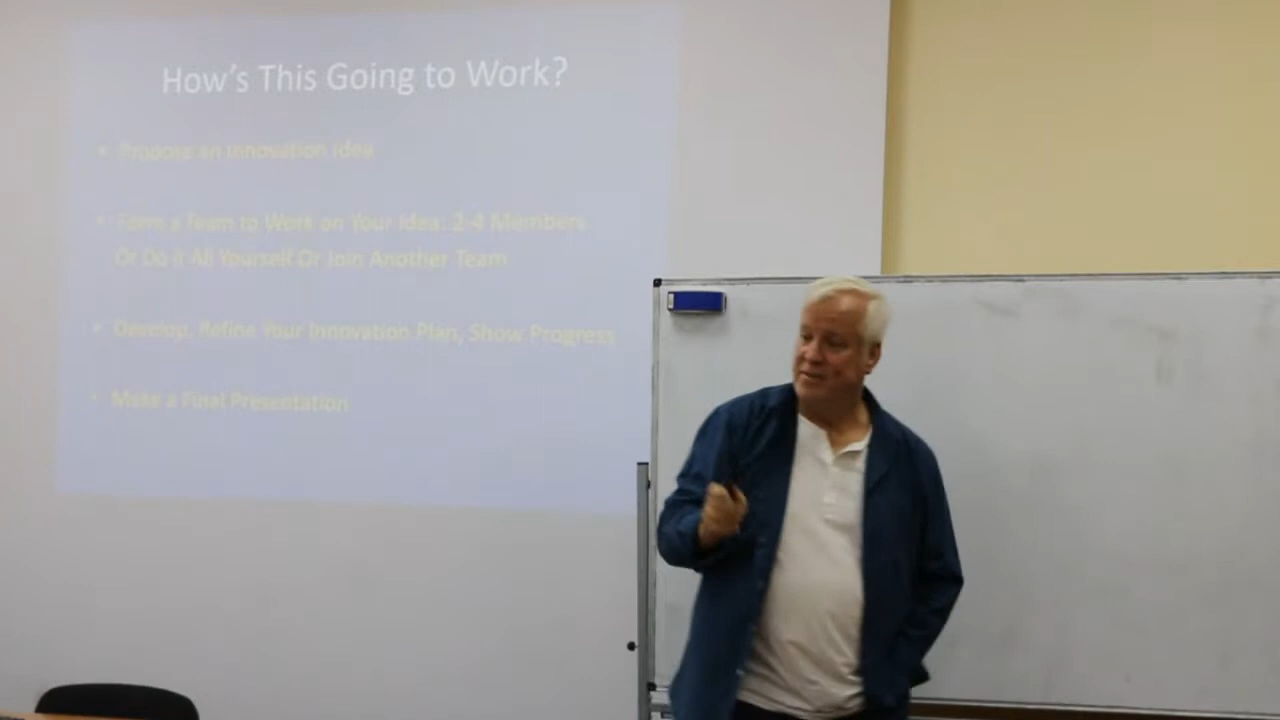 How's This Going to Work?
• Propose an Innovation Idea
• Form a Team to Work on Your Idea: 2-4 Members
Or Do it All Yourself Or Join Another Team
• Develop, Refine Your Innovation Plan, Show Progress
• Make a Final Presentation